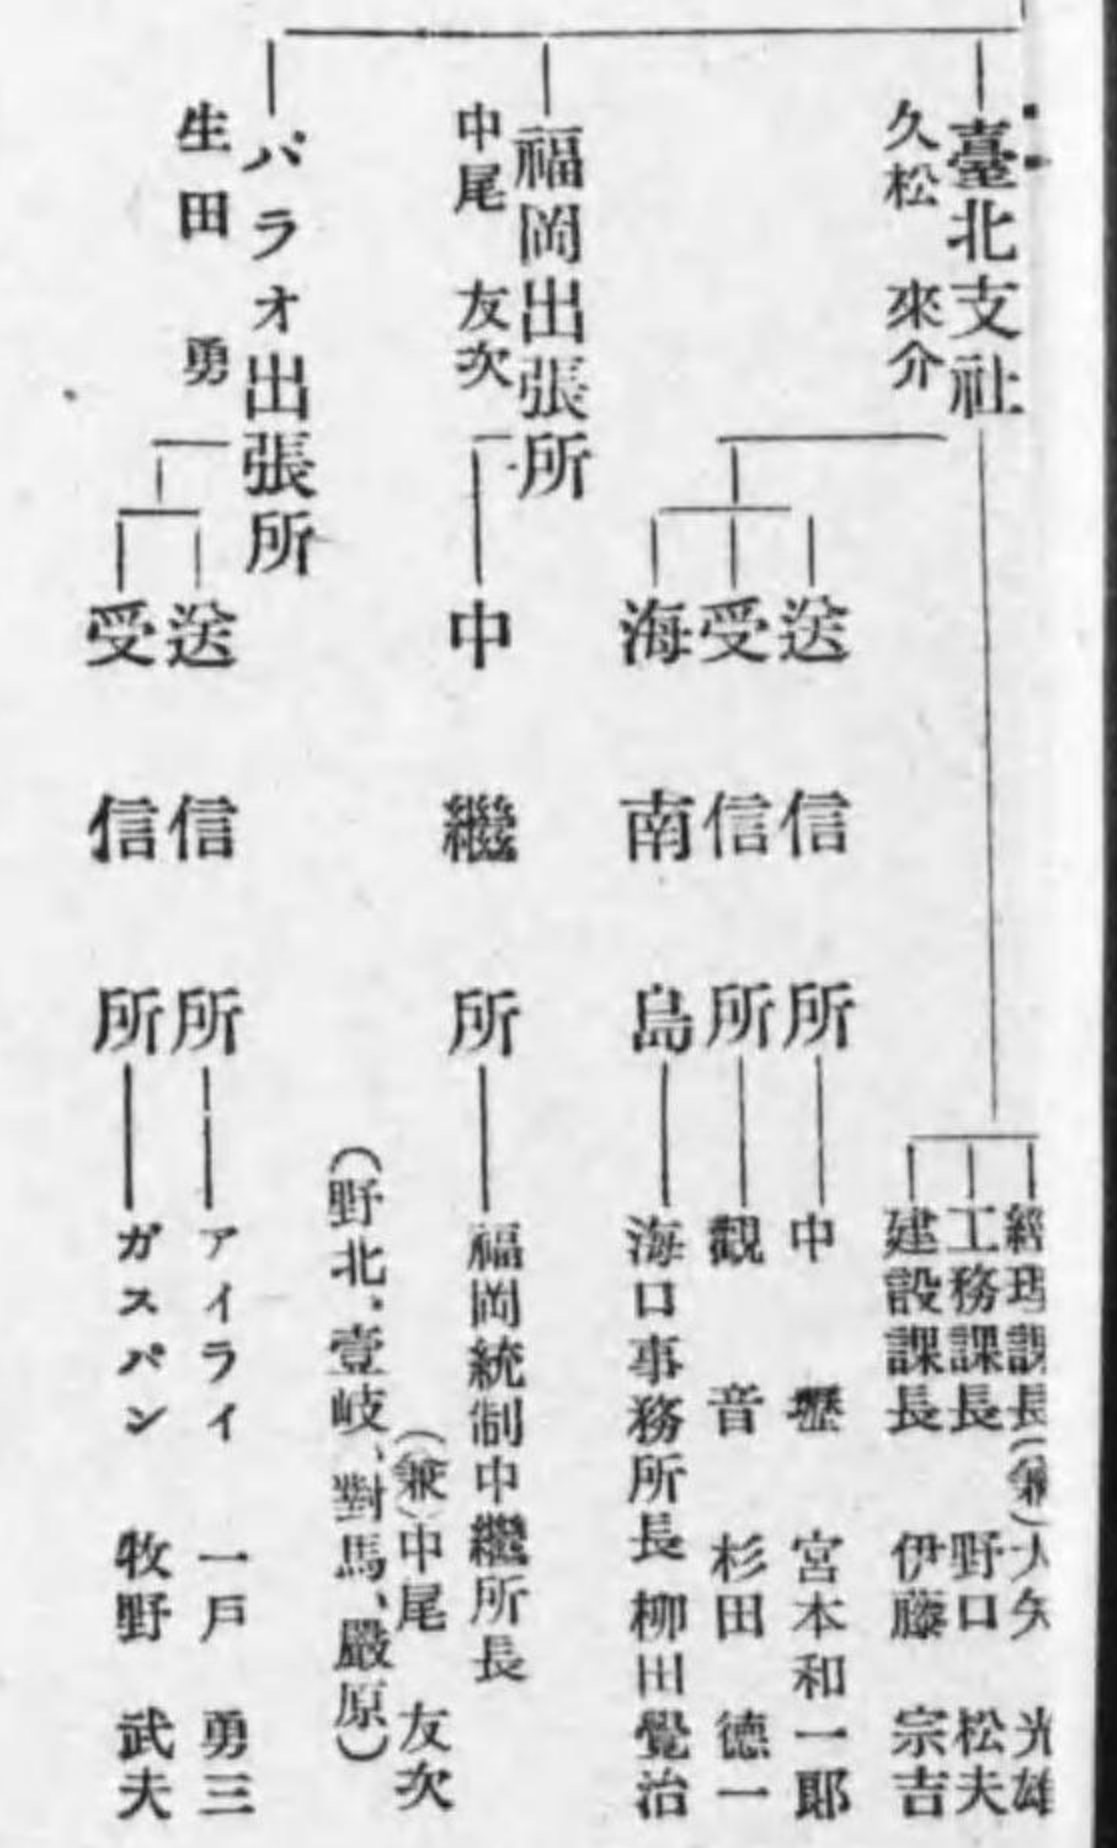 臺北支社
久松 來介
經理課長(兼)大矢 光雄
工務課長 野口 松夫
建設課長 伊藤 宗吉
送信所 中壢 宮本和一郎
受信所 觀音 杉田 德一
海南島 海口事務所長 柳田覺治
福岡出張所
中尾 友次
中繼所 福岡統制中繼所長
(兼)中尾 友次
(野北、壹岐、對馬、嚴原)
パラオ出張所
生田 勇
送信所 アイライ 一戶 勇三
受信所 ガスパン 牧野 武夫